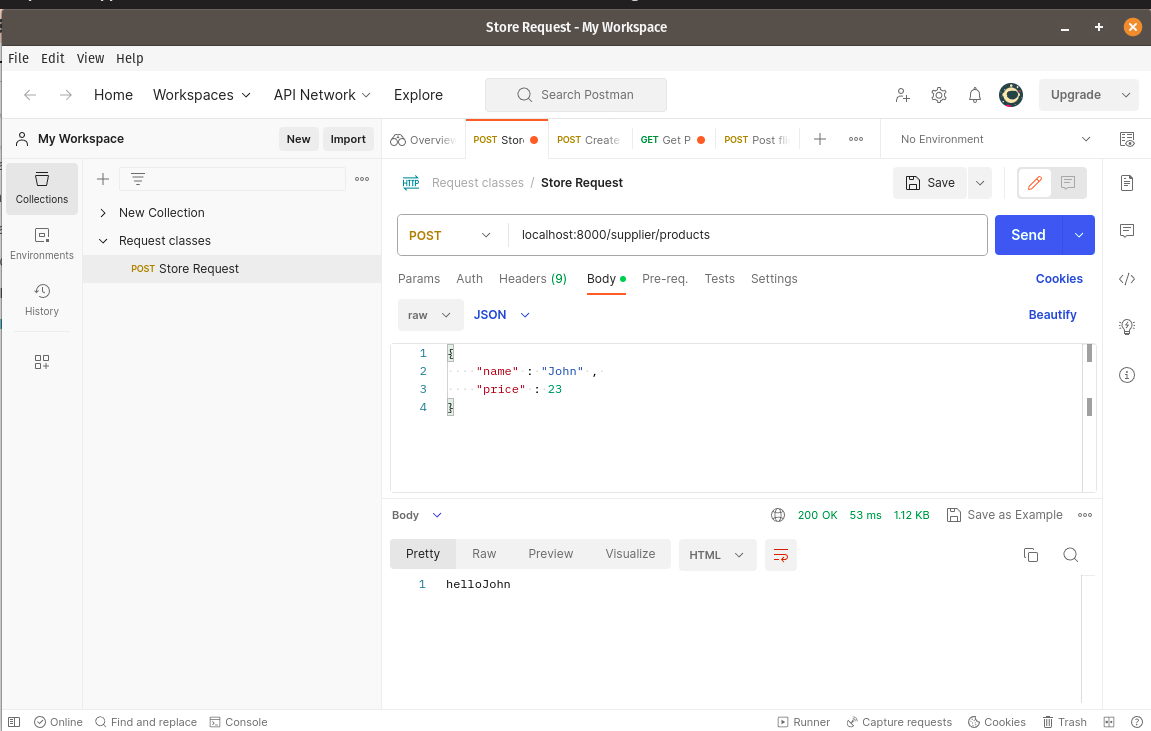 Store Request - My Workspace
File Edit View Help
Home Workspaces API Network Explore Search Postman Upgrade
My Workspace New Import
Overview POST Stor POST Create GET Get P POST Post fli No Environment
Collections
Environments
History
New Collection
Request classes
POST Store Request
HTTP Request classes / Store Request Save
POST localhost:8000/supplier/products Send
Params Auth Headers (9) Body Pre-req. Tests Settings Cookies
raw JSON Beautify
1 {
2 "name" : "John" ,
3 "price" : 23
4 }
Body 200 OK 53 ms 1.12 KB Save as Example
Pretty Raw Preview Visualize HTML
1 helloJohn
Online Find and replace Console Runner Capture requests Cookies Trash